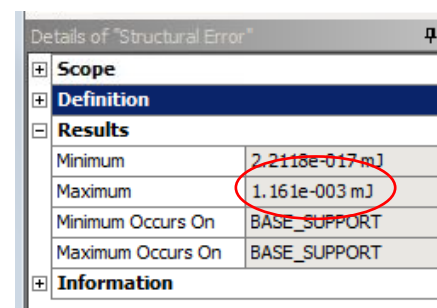 Details of "Structural Error"
Scope
Definition
Results
Minimum 2.2118e-017 mJ
Maximum 1.161e-003 mJ
Minimum Occurs On BASE_SUPPORT
Maximum Occurs On BASE_SUPPORT
Information